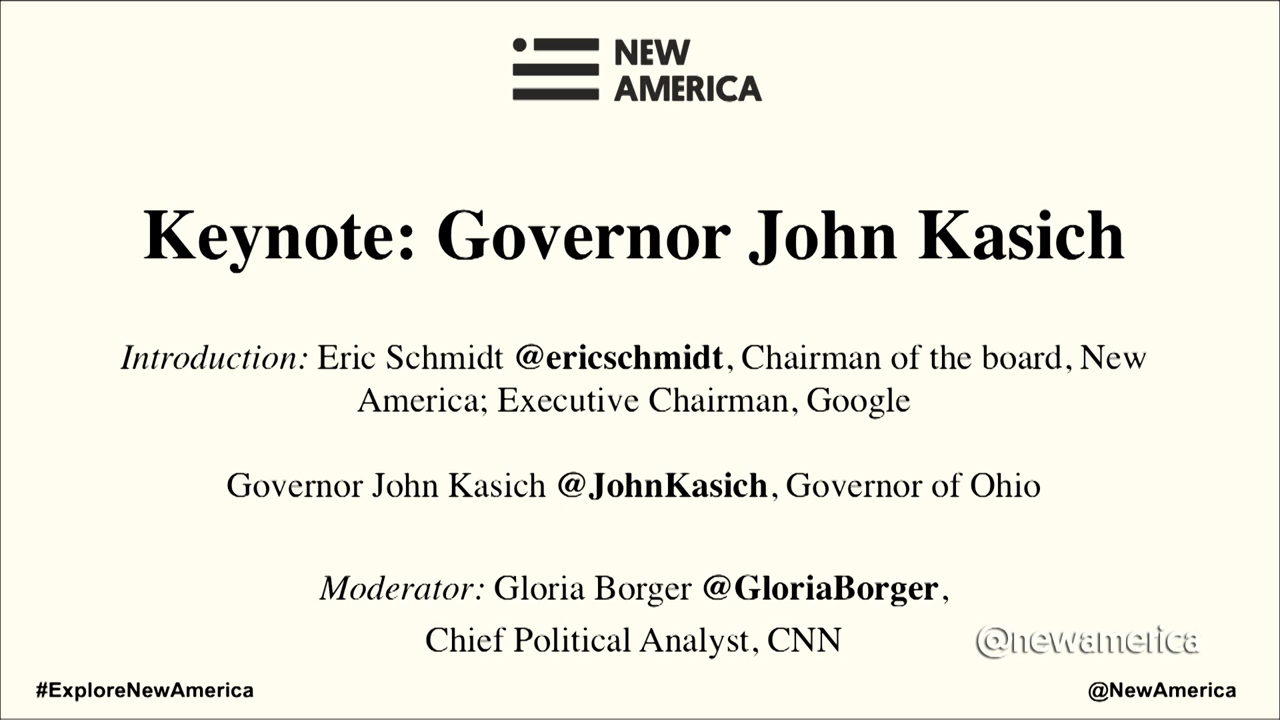 NEW
AMERICA
Keynote: Governor John Kasich
Introduction: Eric Schmidt @ericschmidt, Chairman of the board, New
America; Executive Chairman, Google
Governor John Kasich @JohnKasich, Governor of Ohio
Moderator: Gloria Borger @GloriaBorger,
Chief Political Analyst, CNN
@newamerica
#ExploreNewAmerica
@NewAmerica